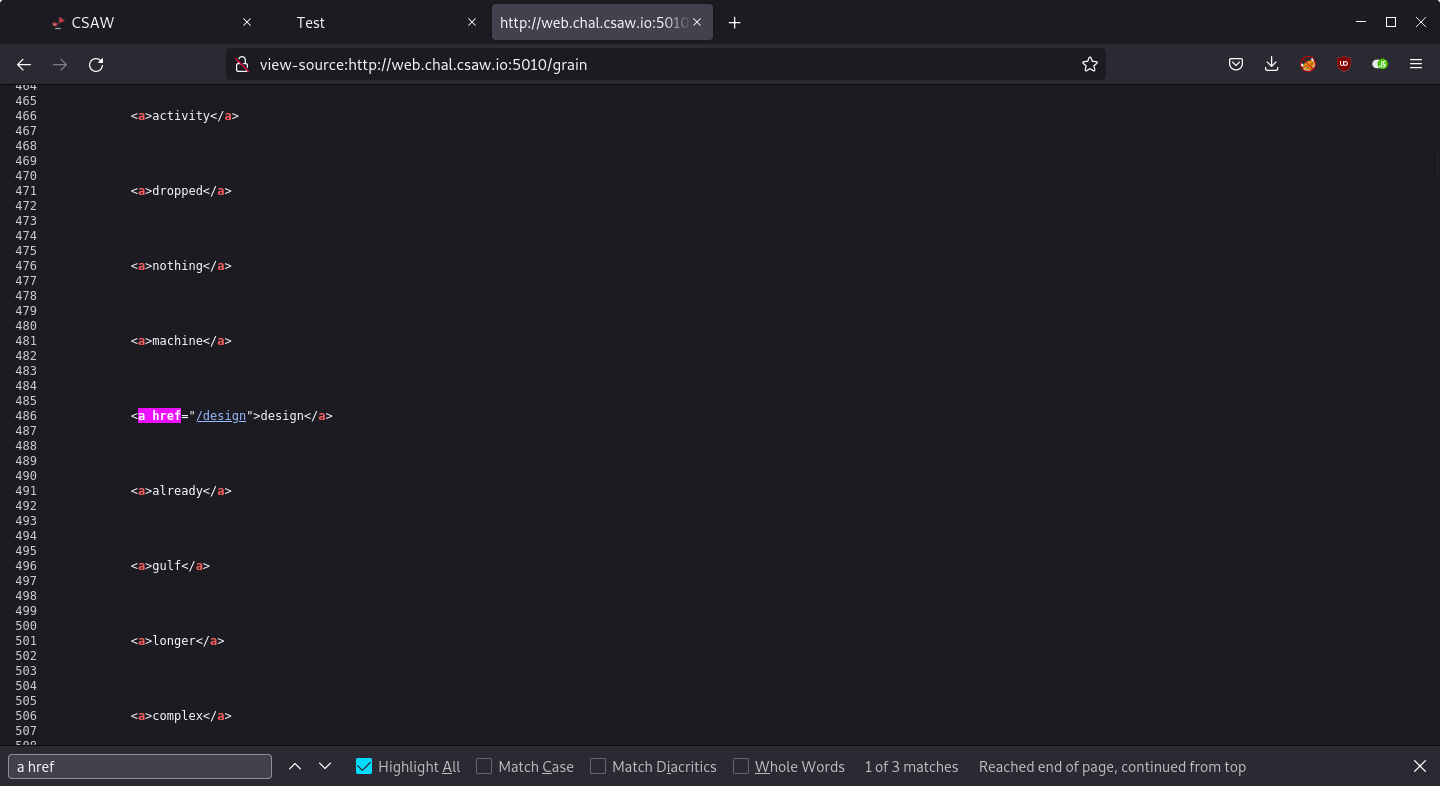 CSAW
Test
http://web.chal.csaw.io:5010
view-source:http://web.chal.csaw.io:5010/grain
464
465
466 <a>activity</a>
467
468
469
470
471 <a>dropped</a>
472
473
474
475
476 <a>nothing</a>
477
478
479
480
481 <a>machine</a>
482
483
484
485
486 <a href="/design">design</a>
487
488
489
490
491 <a>already</a>
492
493
494
495
496 <a>gulf</a>
497
498
499
500
501 <a>longer</a>
502
503
504
505
506 <a>complex</a>
507
508
a href Highlight All Match Case Match Diacritics Whole Words 1 of 3 matches Reached end of page, continued from top